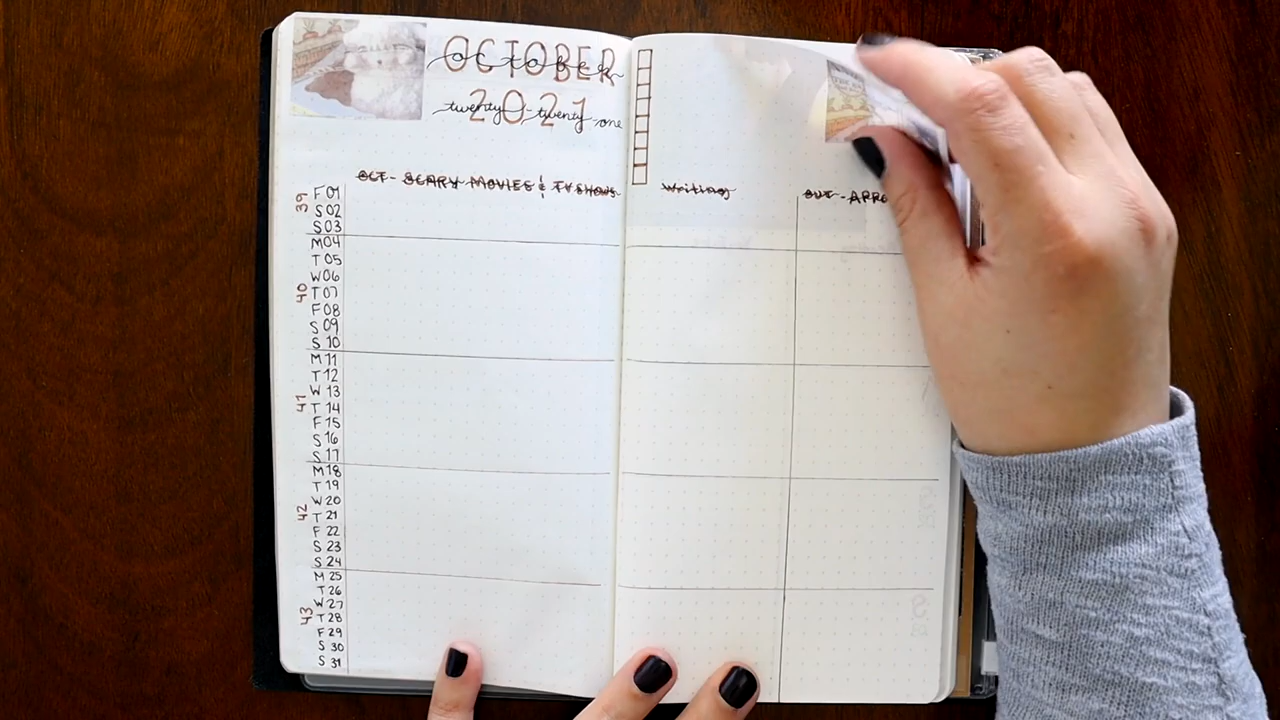 OCTOBER
october
2021
twenty-twenty-one
OCT - SCARY MOVIES & TV SHOWS
writing
39
F 01
S 02
S 03
M 04
T 05
W 06
40
T 07
F 08
S 09
S 10
M 11
T 12
W 13
41
T 14
F 15
S 16
S 17
M 18
T 19
W 20
42
T 21
F 22
S 23
S 24
M 25
T 26
W 27
43
T 28
F 29
S 30
S 31